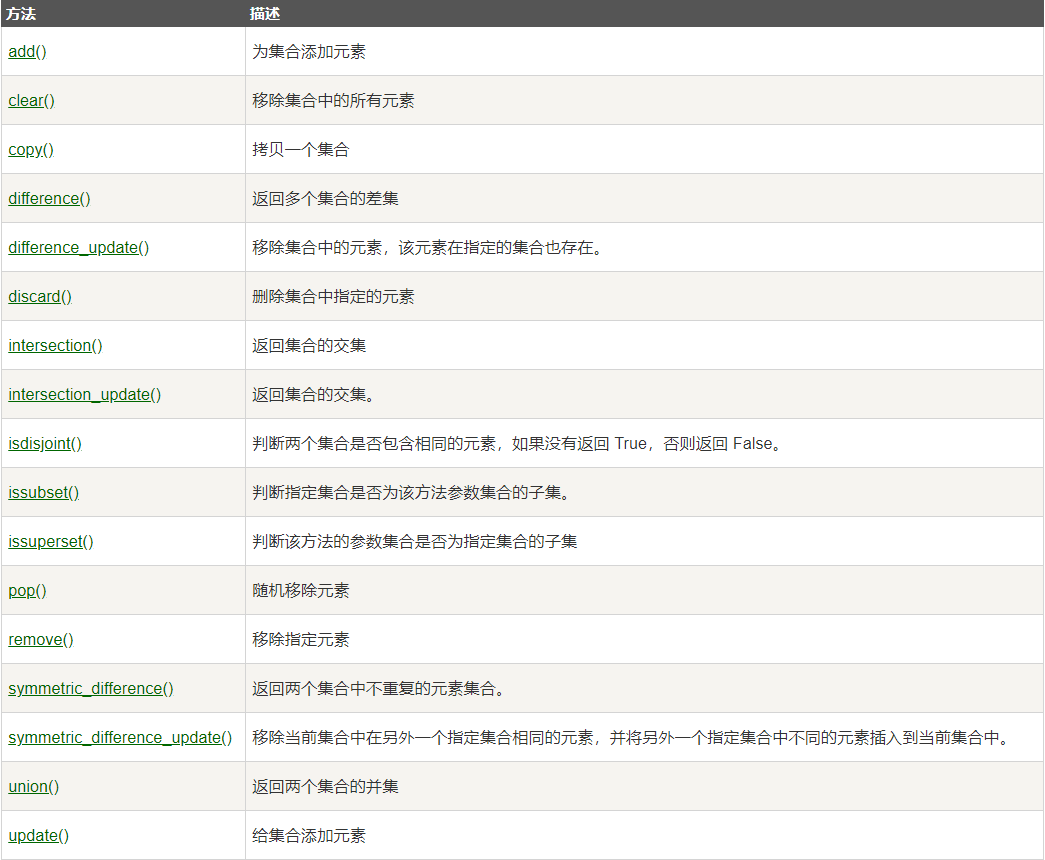 方法 描述
add() 为集合添加元素
clear() 移除集合中的所有元素
copy() 拷贝一个集合
difference() 返回多个集合的差集
difference_update() 移除集合中的元素，该元素在指定的集合也存在。
discard() 删除集合中指定的元素
intersection() 返回集合的交集
intersection_update() 返回集合的交集。
isdisjoint() 判断两个集合是否包含相同的元素，如果没有返回 True，否则返回 False。
issubset() 判断指定集合是否为该方法参数集合的子集。
issuperset() 判断该方法的参数集合是否为指定集合的子集
pop() 随机移除元素
remove() 移除指定元素
symmetric_difference() 返回两个集合中不重复的元素集合。
symmetric_difference_update() 移除当前集合中在另外一个指定集合相同的元素，并将另外一个指定集合中不同的元素插入到当前集合中。
union() 返回两个集合的并集
update() 给集合添加元素